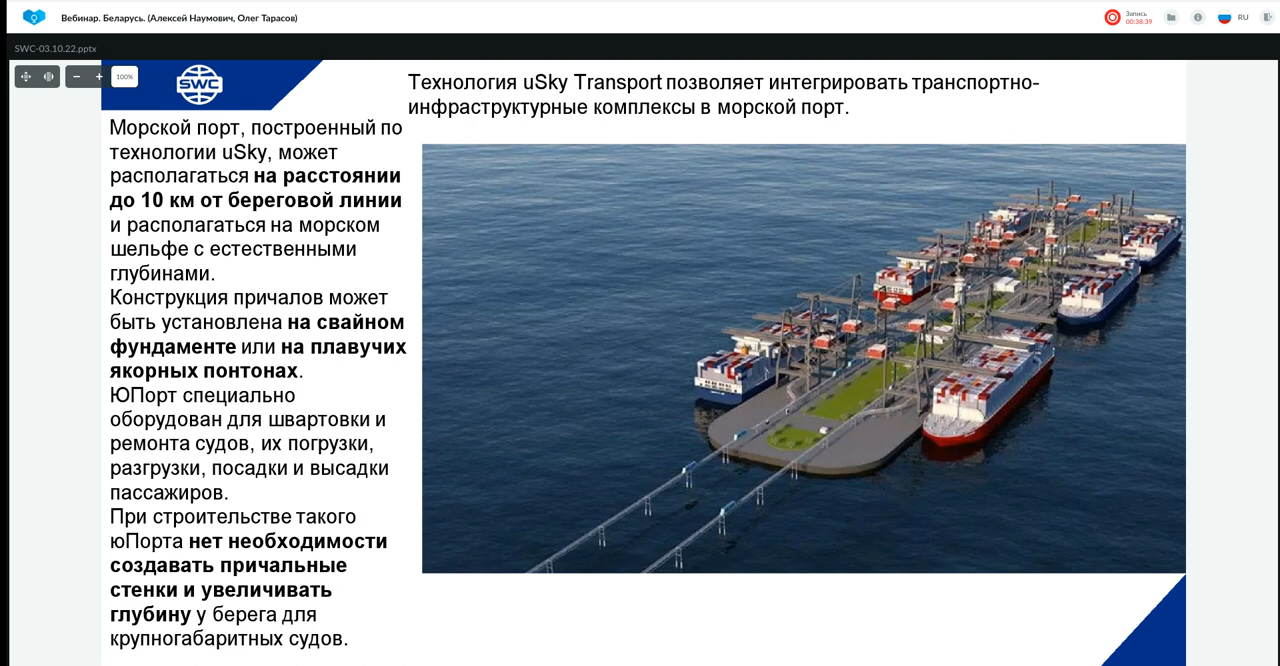 Вебинар. Беларусь. (Алексей Наумович, Олег Тарасов)
Запись
00:38:39
RU
SWC-03.10.22.pptx
100%
SWC
Технология uSky Transport позволяет интегрировать транспортно-
инфраструктурные комплексы в морской порт.
Морской порт, построенный по
технологии uSky, может
располагаться на расстоянии
до 10 км от береговой линии
и располагаться на морском
шельфе с естественными
глубинами.
Конструкция причалов может
быть установлена на свайном
фундаменте или на плавучих
якорных понтонах.
ЮПорт специально
оборудован для швартовки и
ремонта судов, их погрузки,
разгрузки, посадки и высадки
пассажиров.
При строительстве такого
юПорта нет необходимости
создавать причальные
стенки и увеличивать
глубину у берега для
крупногабаритных судов.